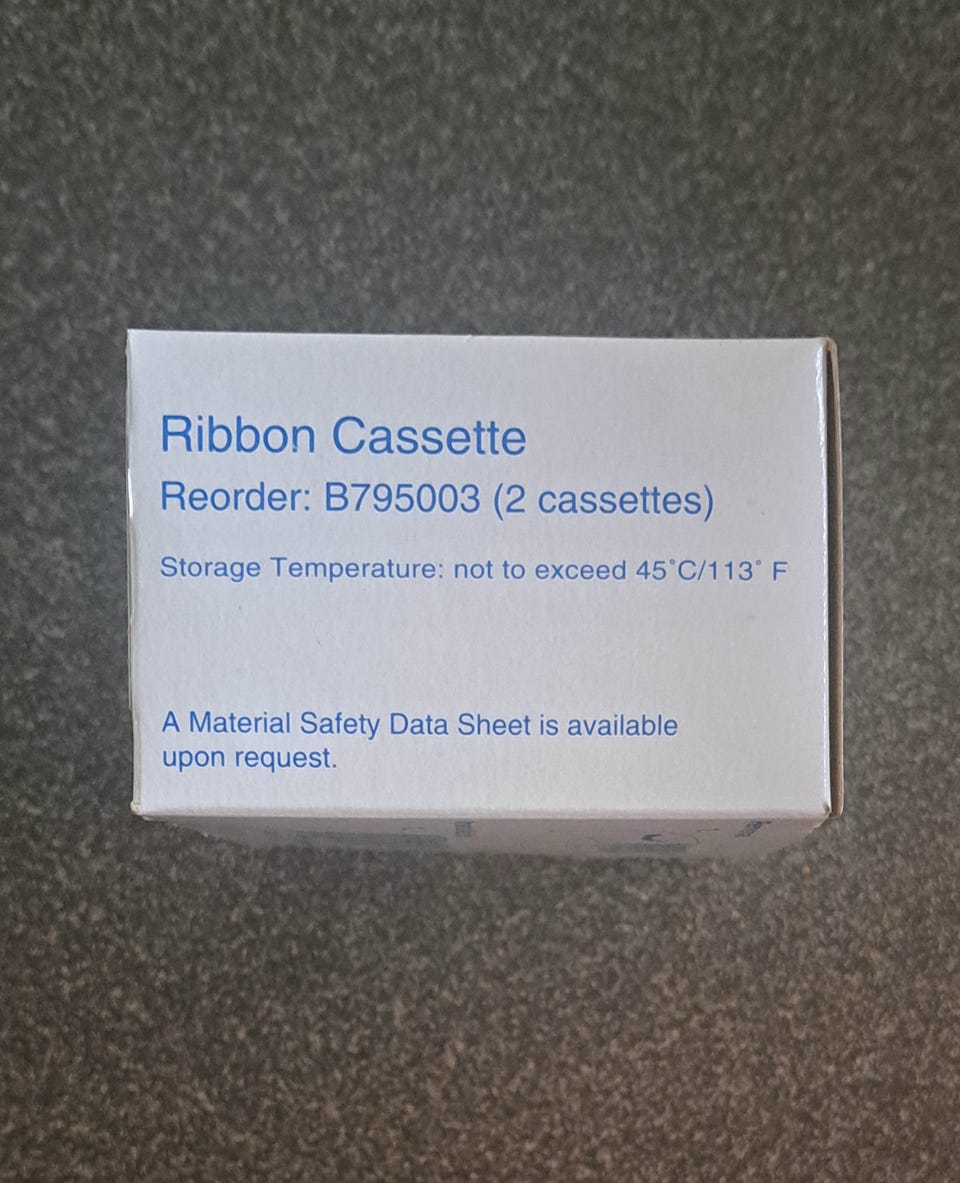 Ribbon Cassette
Reorder: B795003 (2 cassettes)
Storage Temperature: not to exceed 45˚C/113˚ F
A Material Safety Data Sheet is available
upon request.